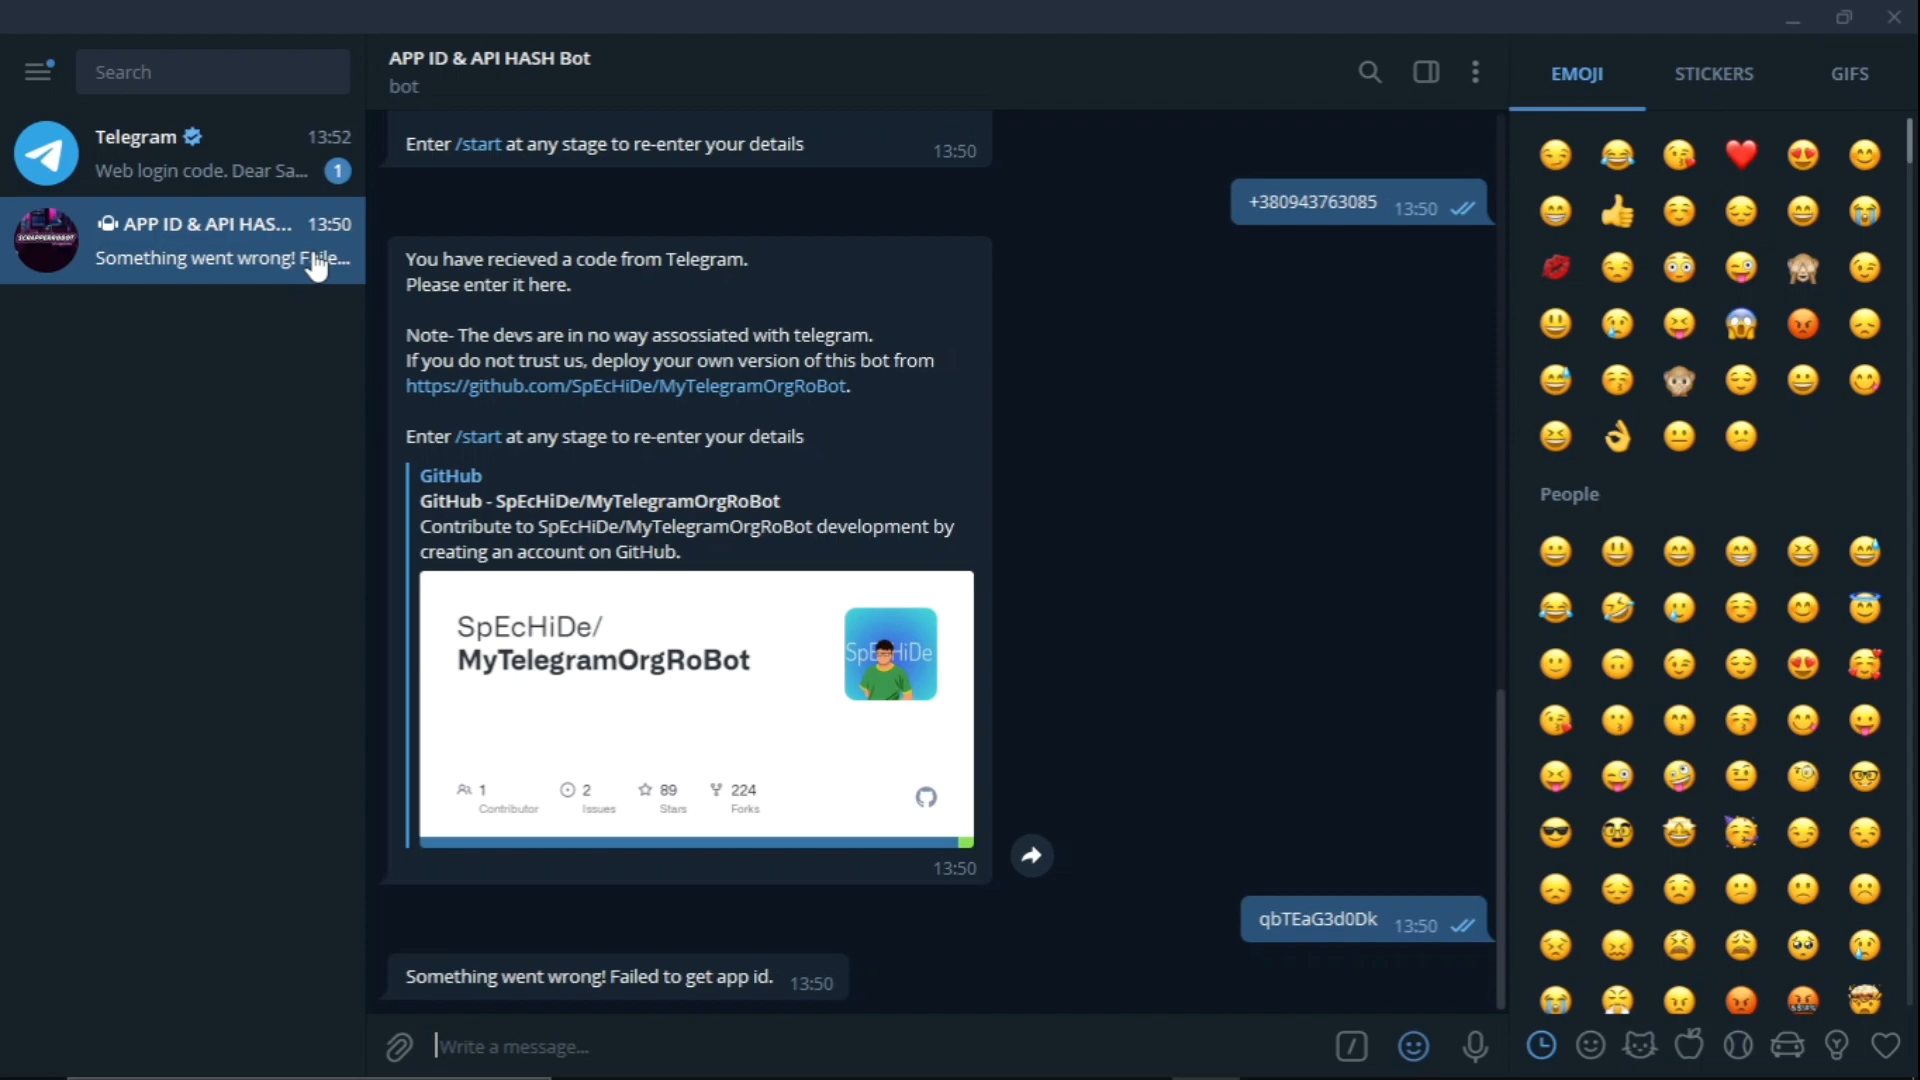 Search
Telegram
13:52
Web login code. Dear Sa...
1
APP ID & API HAS...
13:50
Something went wrong! F
...
SCRAPPERROBOT
APP ID & API HASH Bot
bot
Enter /start at any stage to re-enter your details
13:50
+380943763085
13:50
You have recieved a code from Telegram.
Please enter it here.
Note- The devs are in no way assossiated with telegram.
If you do not trust us, deploy your own version of this bot from
https://github.com/SpEcHiDe/MyTelegramOrgRoBot.
Enter /start at any stage to re-enter your details
GitHub
GitHub - SpEcHiDe/MyTelegramOrgRoBot
Contribute to SpEcHiDe/MyTelegramOrgRoBot development by
creating an account on GitHub.
SpEcHiDe/
MyTelegramOrgRoBot
1
Contributor
2
Issues
89
Stars
224
Forks
13:50
qbTEaG3d0Dk
13:50
Something went wrong! Failed to get app id.
13:50
Write a message...
EMOJI
STICKERS
GIFS
People